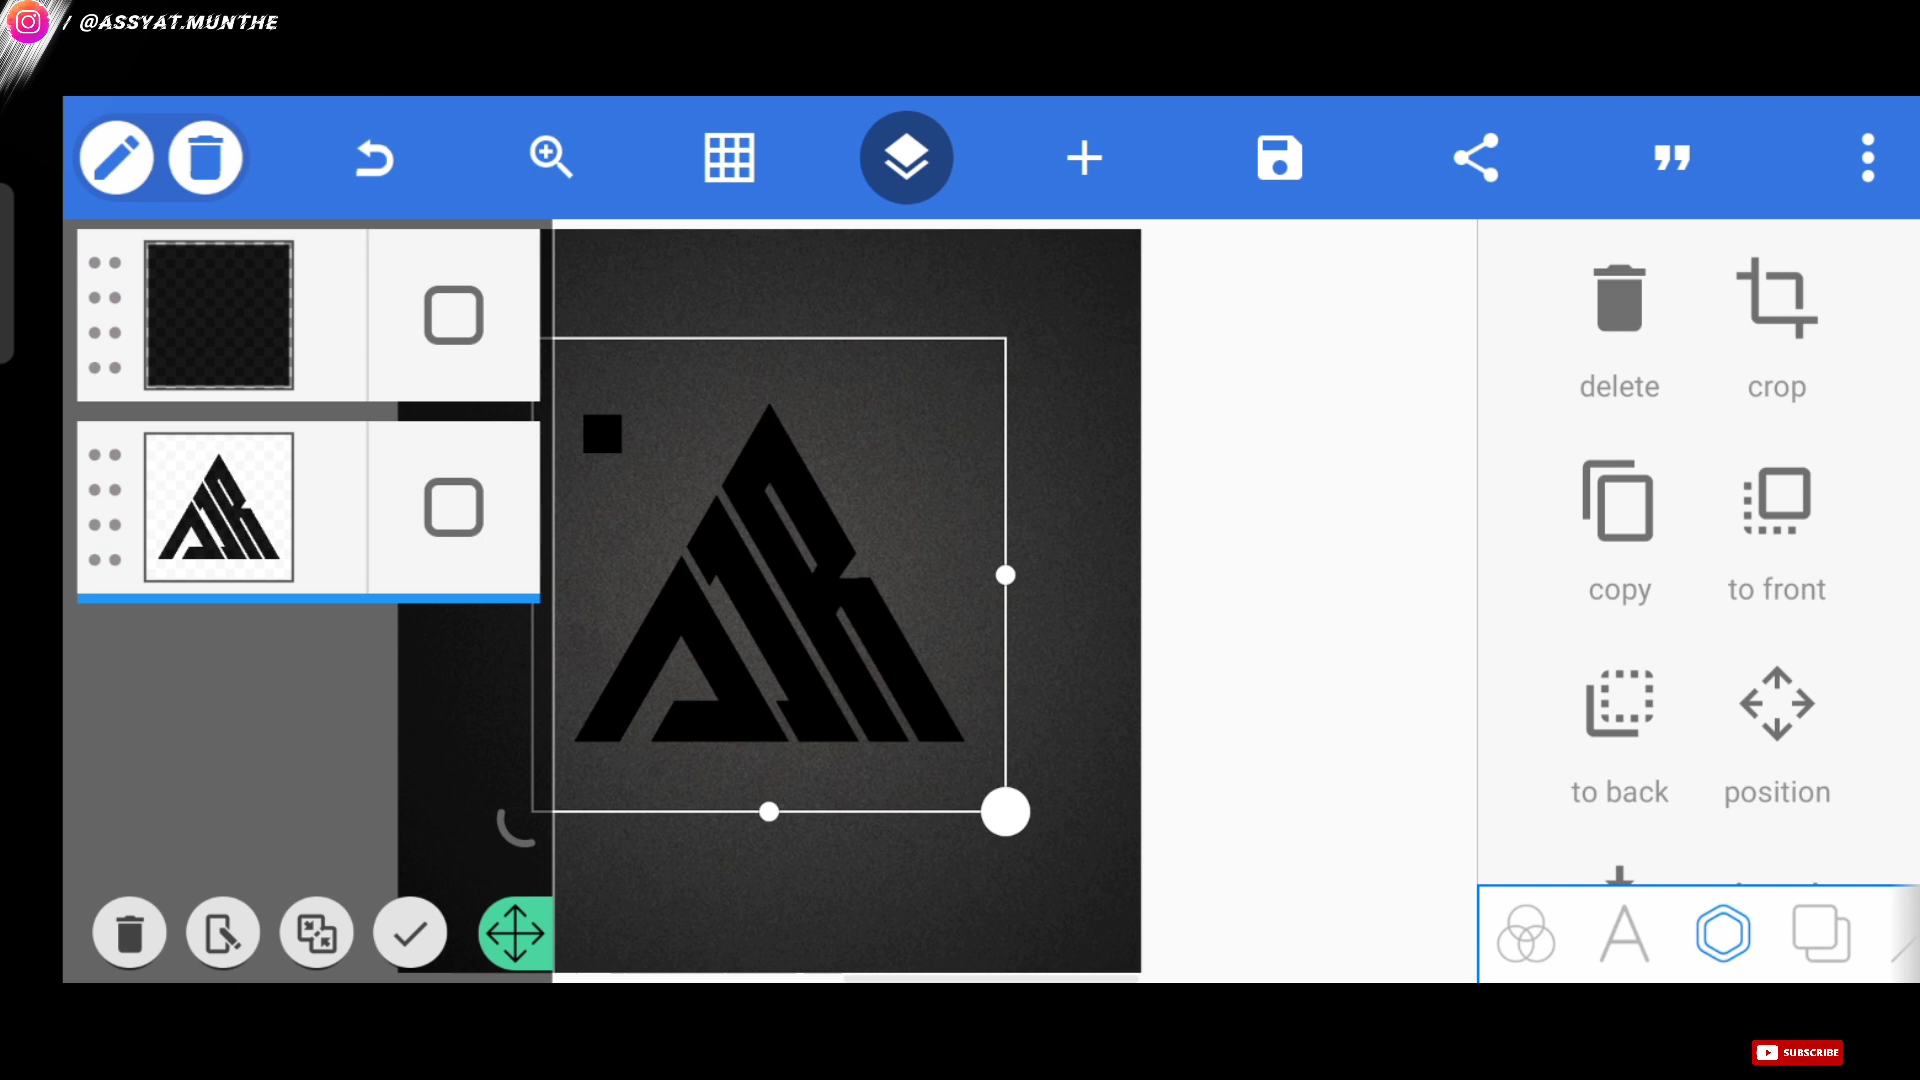 / @ASSYAT.MUNTHE
delete
crop
copy
to front
to back
position
SUBSCRIBE